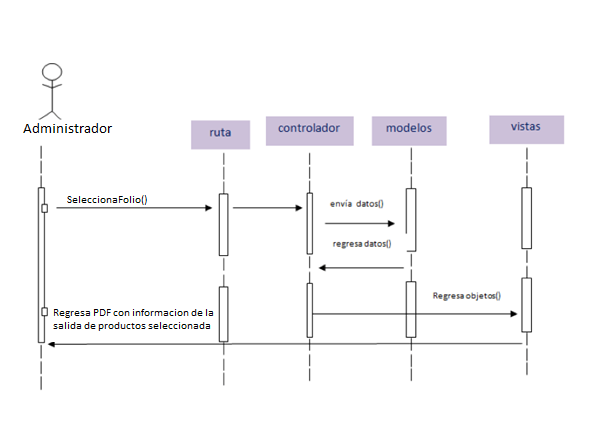 Administrador
ruta
controlador
modelos
vistas
SeleccionaFolio()
envía datos()
regresa datos()
Regresa objetos()
Regresa PDF con informacion de la
salida de productos seleccionada